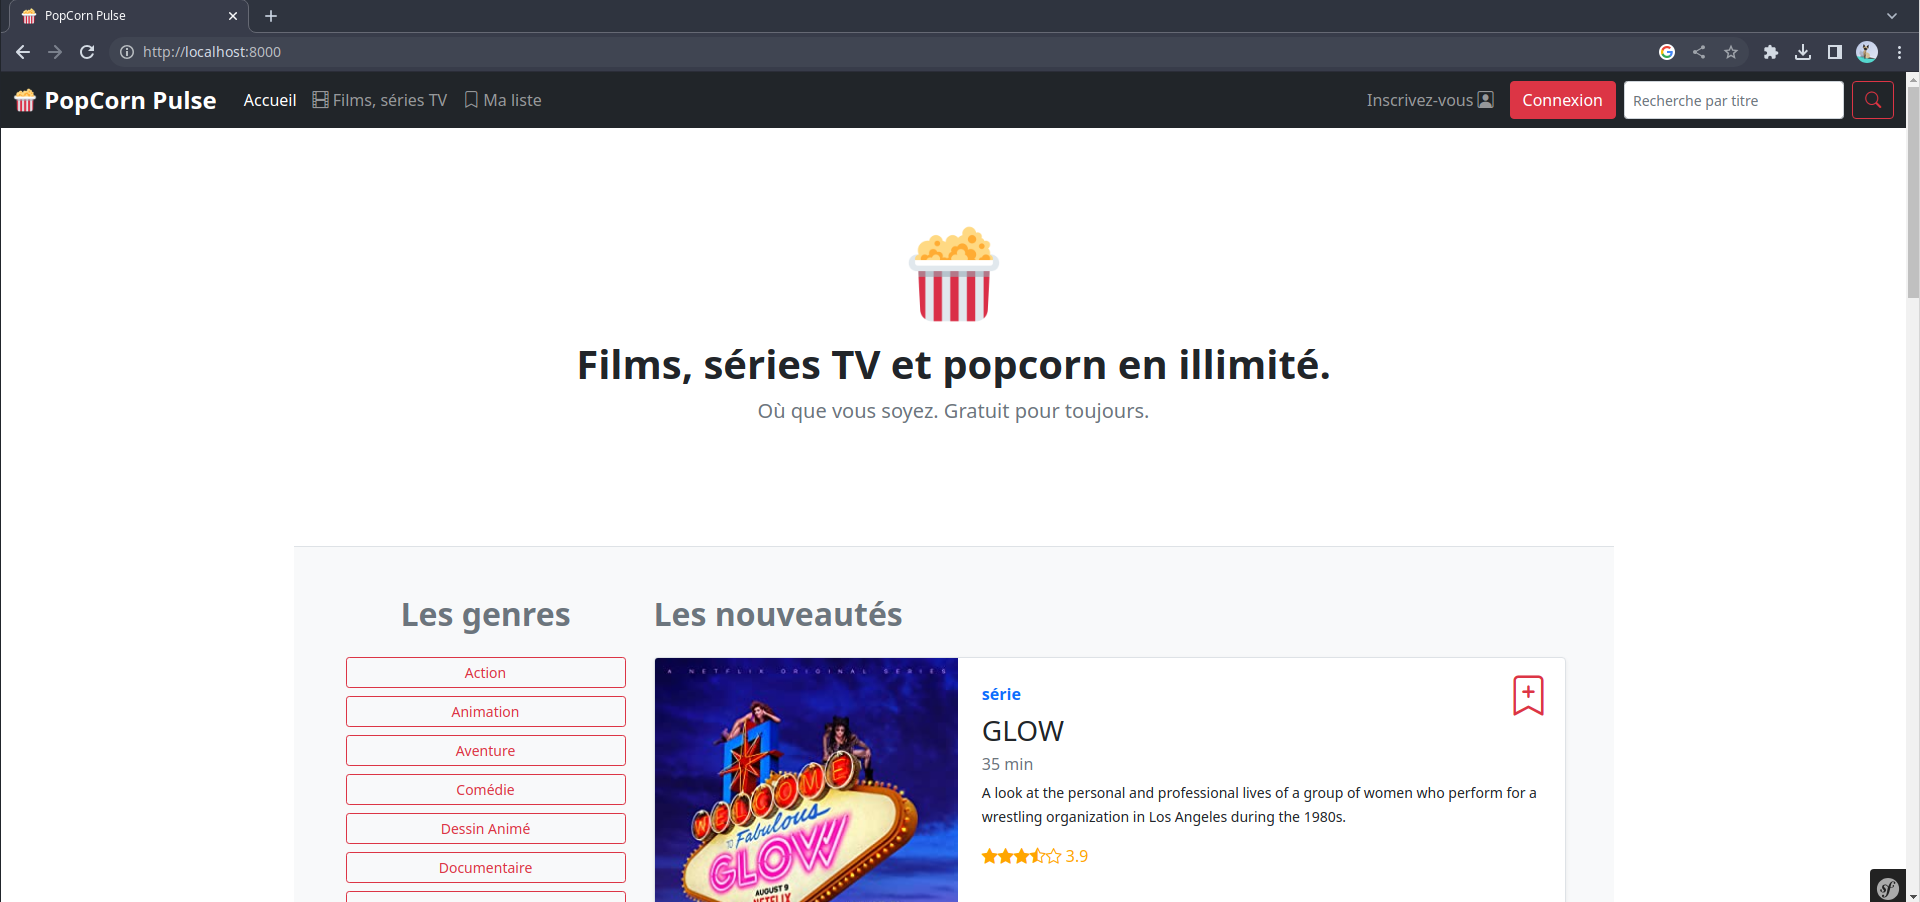 PopCorn Pulse
http://localhost:8000
PopCorn Pulse
Accueil
Films, séries TV
Ma liste
Inscrivez-vous
Connexion
Recherche par titre
Films, séries TV et popcorn en illimité.
Où que vous soyez. Gratuit pour toujours.
Les genres
Action
Animation
Aventure
Comédie
Dessin Animé
Documentaire
Les nouveautés
A NETFLIX ORIGINAL SERIES
WELCOME
TO Fabulous
GLOW
AUGUST 9
NETFLIX
série
GLOW
35 min
A look at the personal and professional lives of a group of women who perform for a
wrestling organization in Los Angeles during the 1980s.
3.9
sf